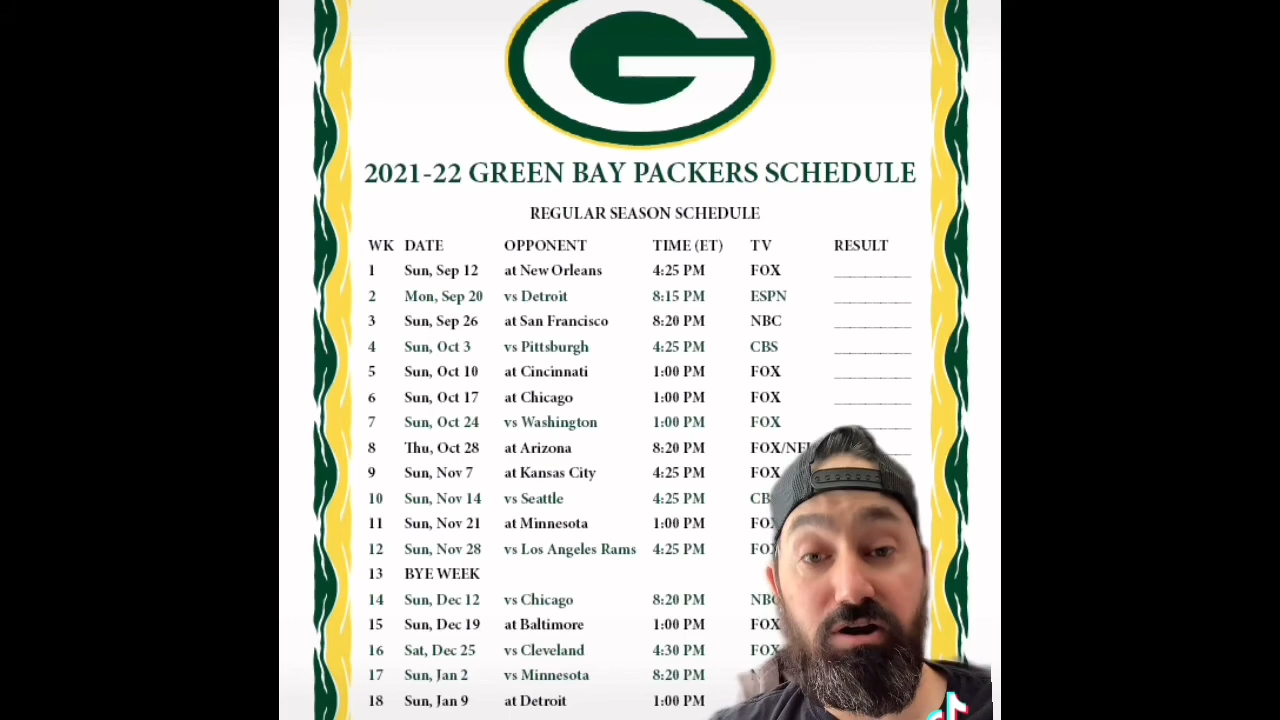 G
2021-22 GREEN BAY PACKERS SCHEDULE
REGULAR SEASON SCHEDULE
WK DATE OPPONENT TIME (ET) TV RESULT
1 Sun, Sep 12 at New Orleans 4:25 PM FOX
2 Mon, Sep 20 vs Detroit 8:15 PM ESPN
3 Sun, Sep 26 at San Francisco 8:20 PM NBC
4 Sun, Oct 3 vs Pittsburgh 4:25 PM CBS
5 Sun, Oct 10 at Cincinnati 1:00 PM FOX
6 Sun, Oct 17 at Chicago 1:00 PM FOX
7 Sun, Oct 24 vs Washington 1:00 PM FOX
8 Thu, Oct 28 at Arizona 8:20 PM FOX/NFL
9 Sun, Nov 7 at Kansas City 4:25 PM FOX
10 Sun, Nov 14 vs Seattle 4:25 PM CB
11 Sun, Nov 21 at Minnesota 1:00 PM FOX
12 Sun, Nov 28 vs Los Angeles Rams 4:25 PM FOX
13 BYE WEEK
14 Sun, Dec 12 vs Chicago 8:20 PM NBC
15 Sun, Dec 19 at Baltimore 1:00 PM FOX
16 Sat, Dec 25 vs Cleveland 4:30 PM FOX
17 Sun, Jan 2 vs Minnesota 8:20 PM
18 Sun, Jan 9 at Detroit 1:00 PM